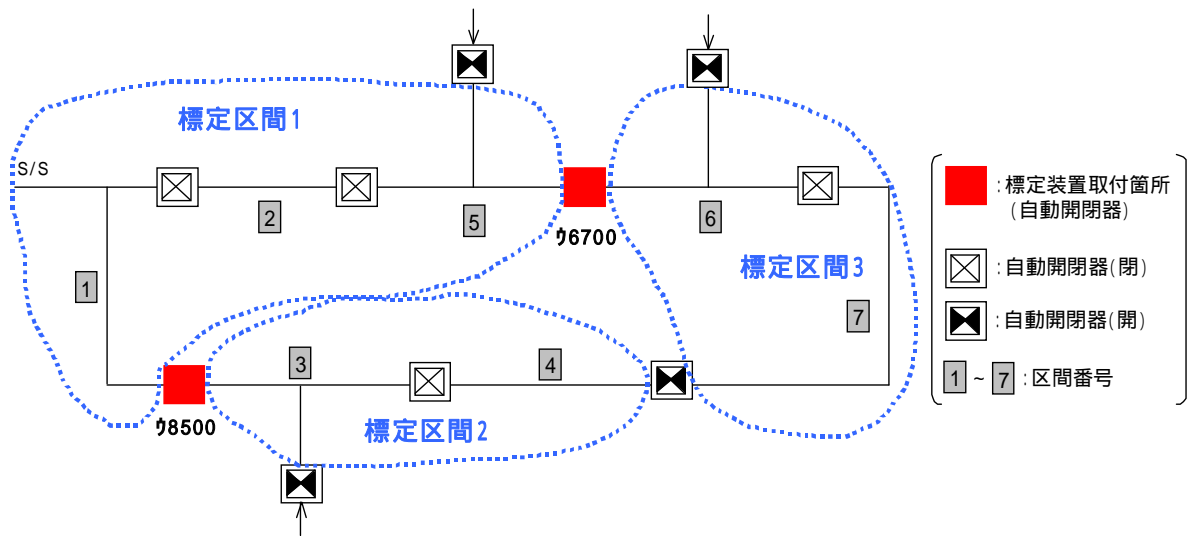 標定区間1
S/S
2
5
ｳ6700
6
標定区間3
1
7
3
4
ｳ8500
標定区間2
:標定装置取付箇所
(自動開閉器)
:自動開閉器(閉)
:自動開閉器(開)
1 ~ 7 :区間番号